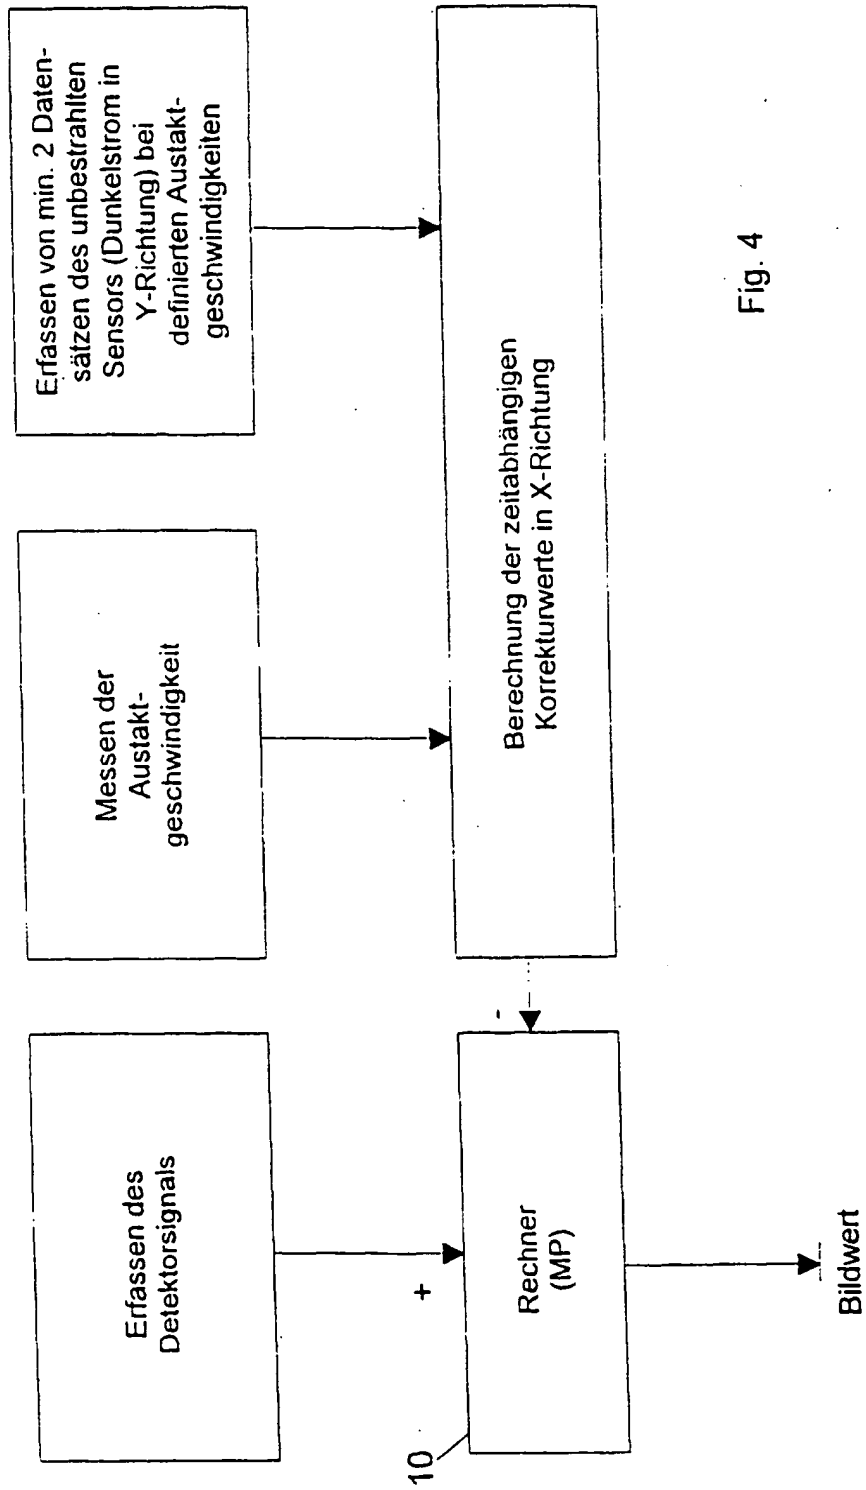 Erfassen des
Detektorsignals
Messen der
Austakt-
geschwindigkeit
Erfassen von min. 2 Daten-
sätzen des unbestrahlten
Sensors (Dunkelstrom in
Y-Richtung) bei
definierten Austakt-
geschwindigkeiten
+
-
10
Rechner
(MP)
Berechnung der zeitabhängigen
Korrekturwerte in X-Richtung
Bildwert
Fig. 4